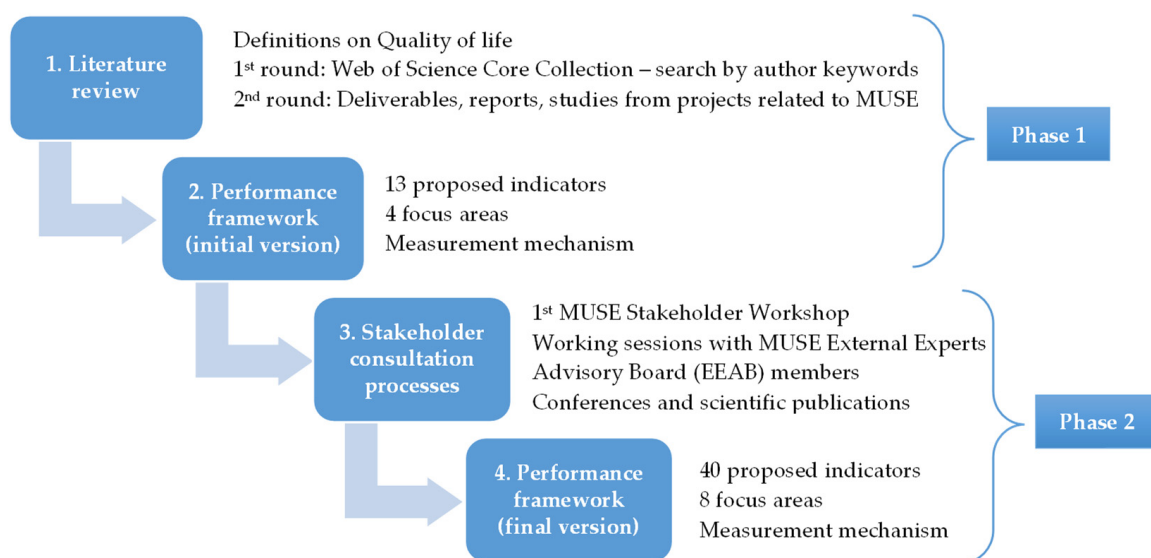 1. Literature
review
Definitions on Quality of life
1st round: Web of Science Core Collection – search by author keywords
2nd round: Deliverables, reports, studies from projects related to MUSE
Phase 1
2. Performance
framework
(initial version)
13 proposed indicators
4 focus areas
Measurement mechanism
3. Stakeholder
consultation
processes
1st MUSE Stakeholder Workshop
Working sessions with MUSE External Experts
Advisory Board (EEAB) members
Conferences and scientific publications
Phase 2
4. Performance
framework
(final version)
40 proposed indicators
8 focus areas
Measurement mechanism